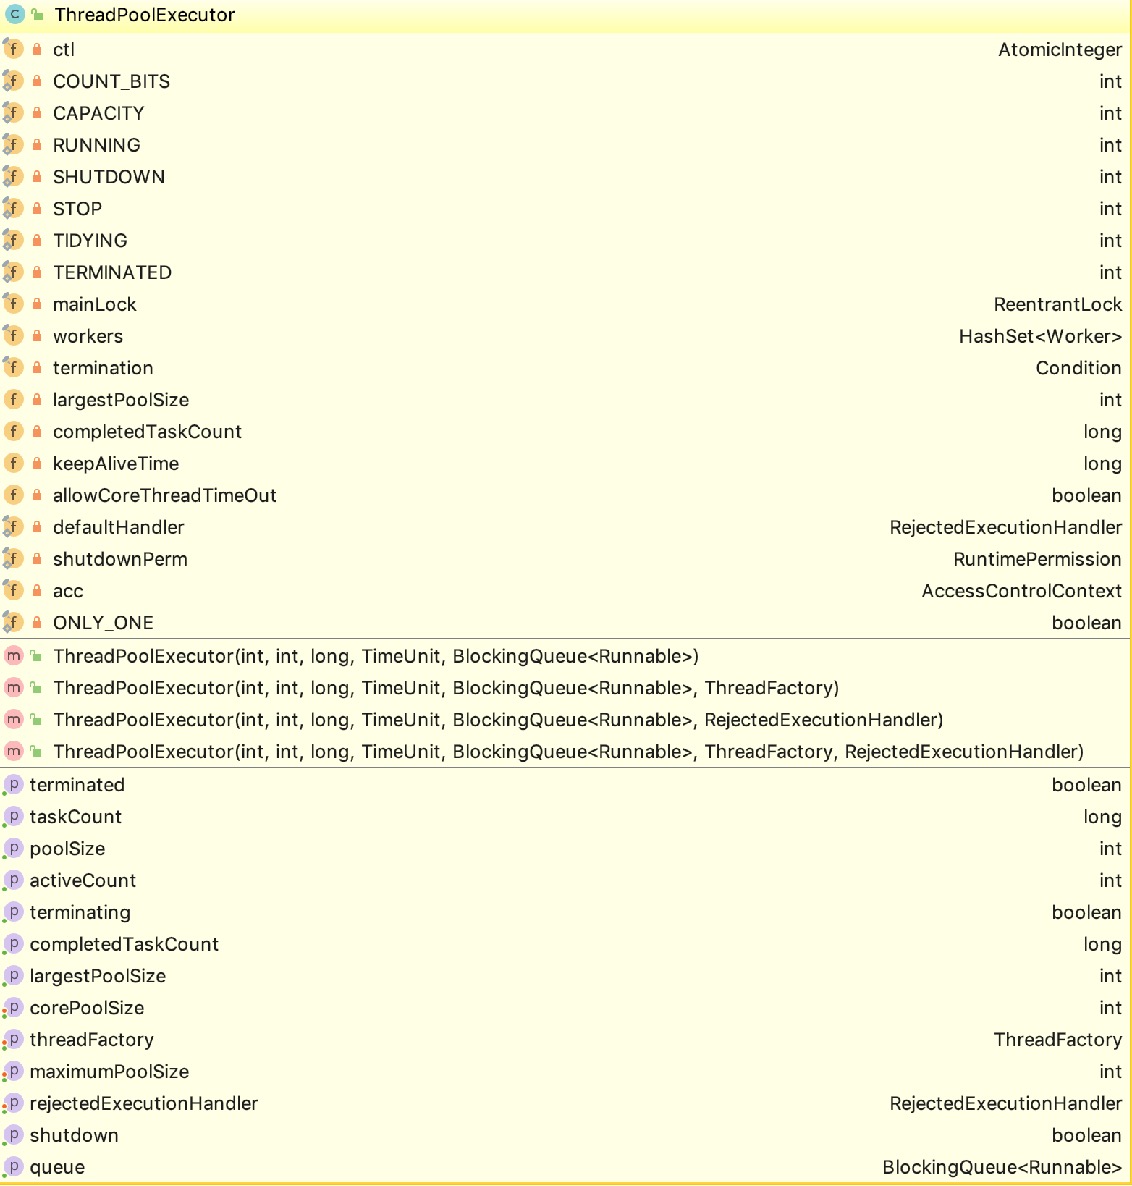 C ThreadPoolExecutor
f ctl AtomicInteger
f COUNT_BITS int
f CAPACITY int
f RUNNING int
f SHUTDOWN int
f STOP int
f TIDYING int
f TERMINATED int
f mainLock ReentrantLock
f workers HashSet<Worker>
f termination Condition
f largestPoolSize int
f completedTaskCount long
f keepAliveTime long
f allowCoreThreadTimeOut boolean
f defaultHandler RejectedExecutionHandler
f shutdownPerm RuntimePermission
f acc AccessControlContext
f ONLY_ONE boolean
m ThreadPoolExecutor(int, int, long, TimeUnit, BlockingQueue<Runnable>)
m ThreadPoolExecutor(int, int, long, TimeUnit, BlockingQueue<Runnable>, ThreadFactory)
m ThreadPoolExecutor(int, int, long, TimeUnit, BlockingQueue<Runnable>, RejectedExecutionHandler)
m ThreadPoolExecutor(int, int, long, TimeUnit, BlockingQueue<Runnable>, ThreadFactory, RejectedExecutionHandler)
p terminated boolean
p taskCount long
p poolSize int
p activeCount int
p terminating boolean
p completedTaskCount long
p largestPoolSize int
p corePoolSize int
p threadFactory ThreadFactory
p maximumPoolSize int
p rejectedExecutionHandler RejectedExecutionHandler
p shutdown boolean
p queue BlockingQueue<Runnable>